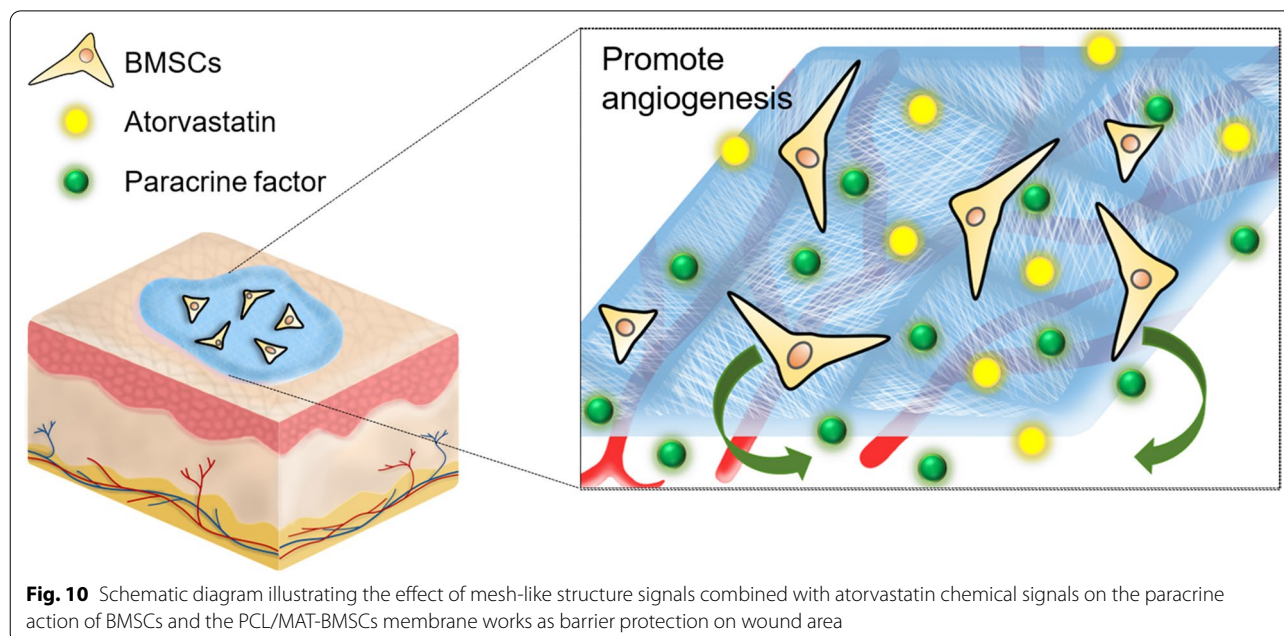 BMSCs
Atorvastatin
Paracrine factor
Promote
angiogenesis
Fig. 10 Schematic diagram illustrating the effect of mesh-like structure signals combined with atorvastatin chemical signals on the paracrine
action of BMSCs and the PCL/MAT-BMSCs membrane works as barrier protection on wound area